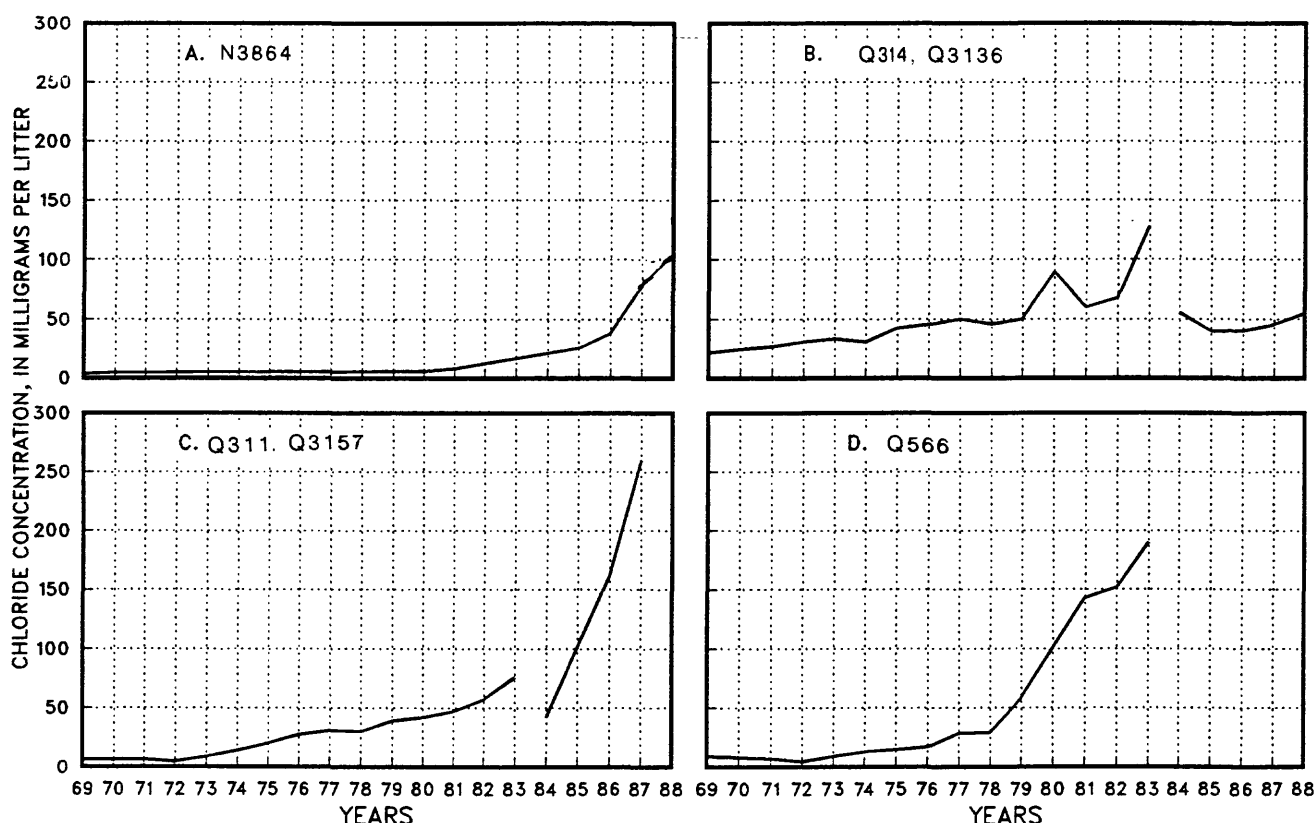 CHLORIDE CONCENTRATION, IN MILLIGRAMS PER LITTER
A. N3864
300
250
200
150
100
50
0
B. Q314, Q3136
C. Q311. Q3157
300
250
200
150
100
50
0
69 70 71 72 73 74 75 76 77 78 79 80 81 82 83 84 85 86 87 88
YEARS
D. Q566
69 70 71 72 73 74 75 76 77 78 79 80 81 82 83 84 85 86 87 88
YEARS